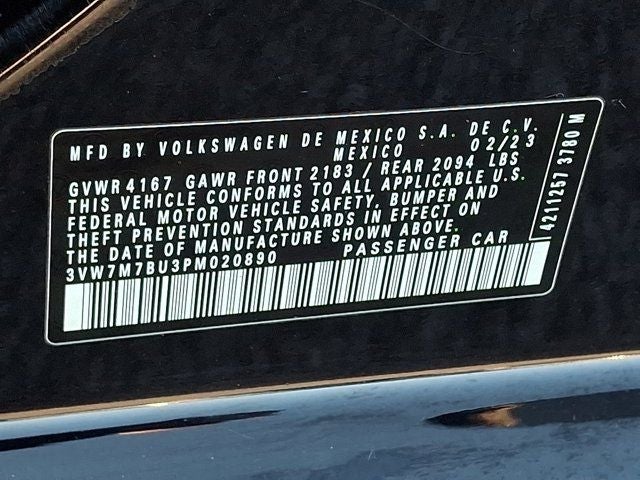 MFD BY VOLKSWAGEN DE MEXICO S.A. DE C.V.
MEXICO 02/23
GVWR 4167 GAWR FRONT 2183 / REAR 2094 LBS
THIS VEHICLE CONFORMS TO ALL APPLICABLE U.S.
FEDERAL MOTOR VEHICLE SAFETY, BUMPER AND
THEFT PREVENTION STANDARDS IN EFFECT ON
THE DATE OF MANUFACTURE SHOWN ABOVE.
3VW7M7BU3PM020890 PASSENGER CAR
4211257 3780 M